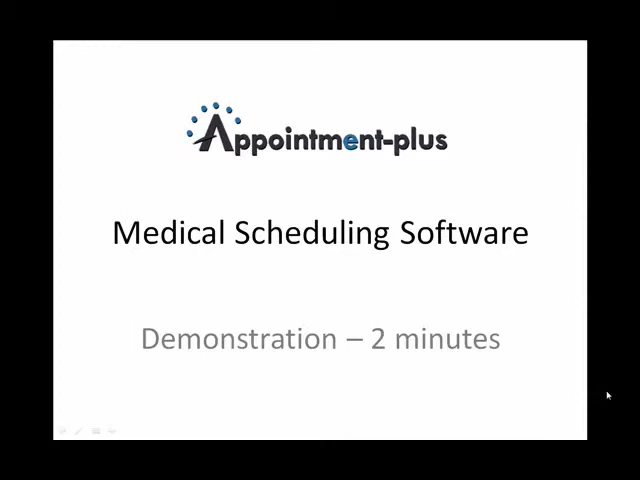 Appointment-plus
Medical Scheduling Software
Demonstration – 2 minutes